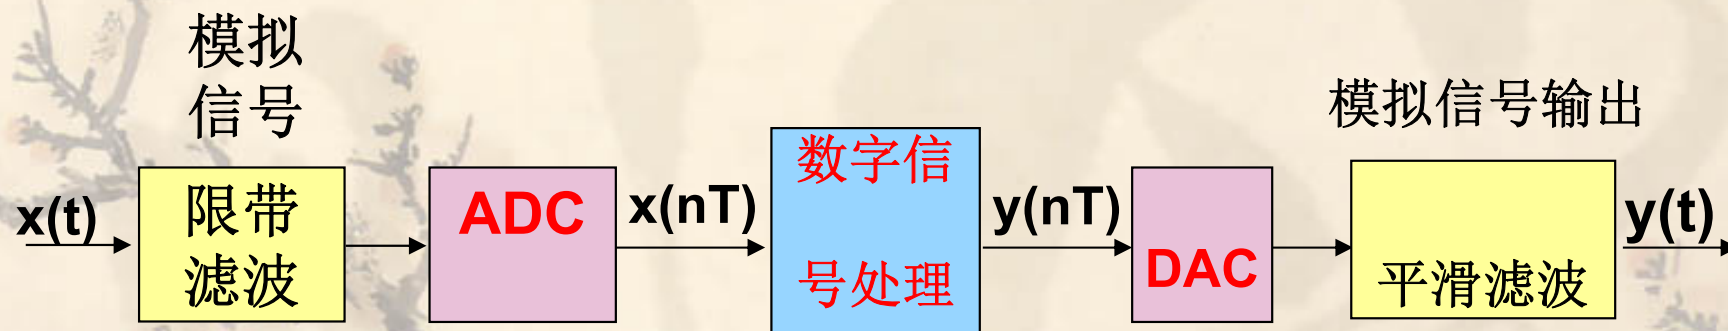 模拟
信号
模拟信号输出
x(t)
限带
滤波
ADC
x(nT)
数字信
号处理
y(nT)
DAC
平滑滤波
y(t)